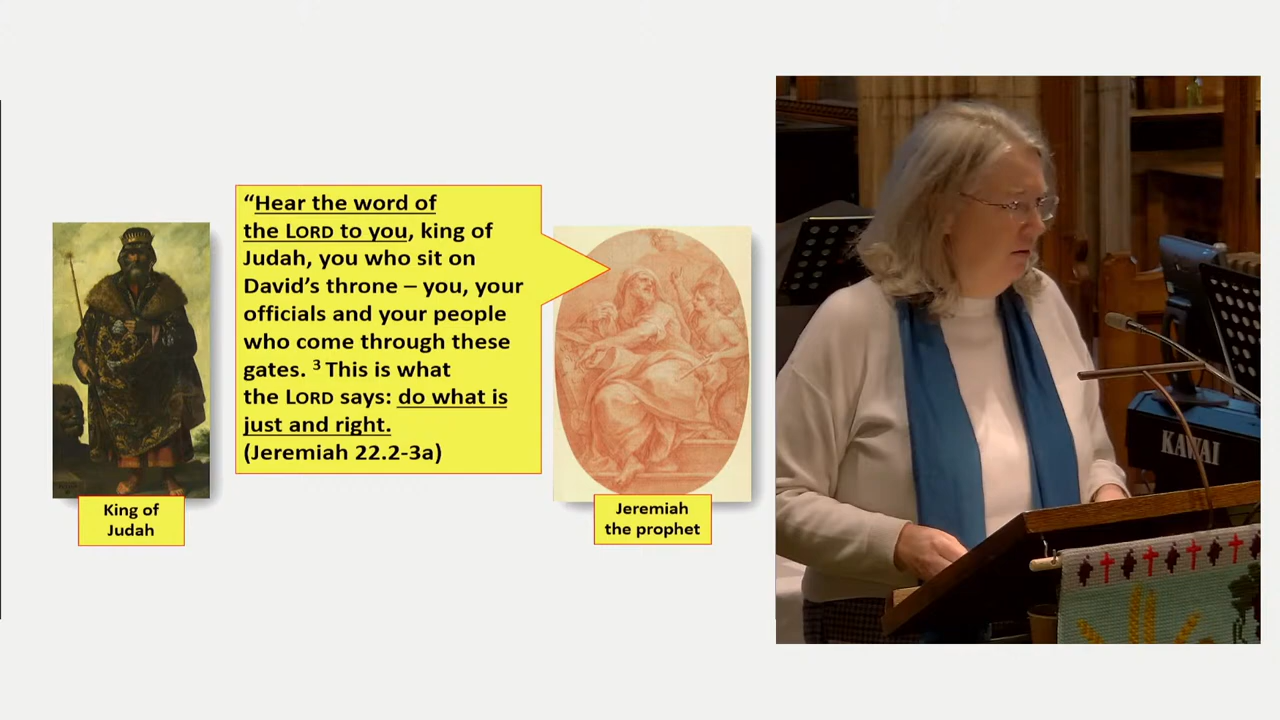 “Hear the word of
the LORD to you, king of
Judah, you who sit on
David’s throne – you, your
officials and your people
who come through these
gates. ³ This is what
the LORD says: do what is
just and right.
(Jeremiah 22.2-3a)
King of
Judah
Jeremiah
the prophet
KAWAI